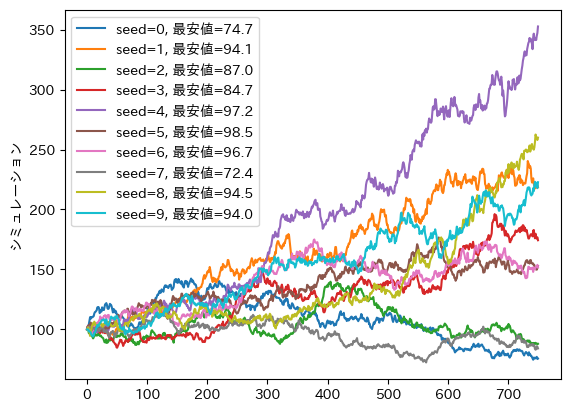 seed=0, 最安値=74.7
seed=1, 最安値=94.1
seed=2, 最安値=87.0
seed=3, 最安値=84.7
seed=4, 最安値=97.2
seed=5, 最安値=98.5
seed=6, 最安値=96.7
seed=7, 最安値=72.4
seed=8, 最安値=94.5
seed=9, 最安値=94.0
シミュレーション
350
300
250
200
150
100
0 100 200 300 400 500 600 700